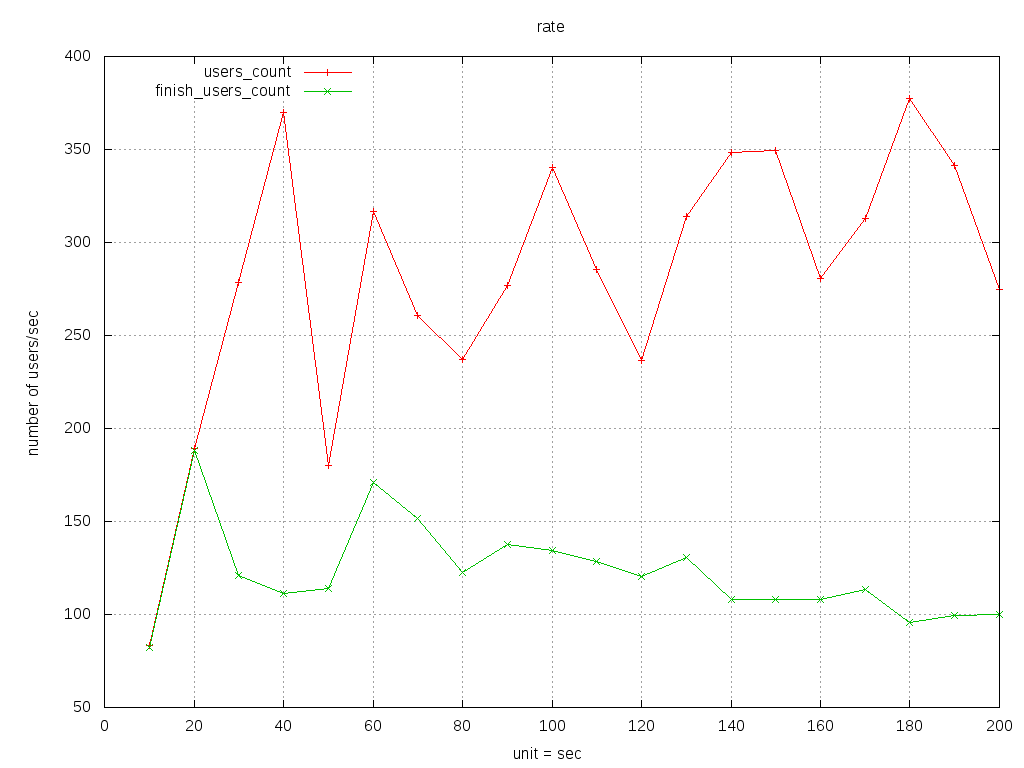 rate
400
users_count
finish_users_count
350
300
250
200
150
100
50
number of users/sec
0 20 40 60 80 100 120 140 160 180 200
unit = sec